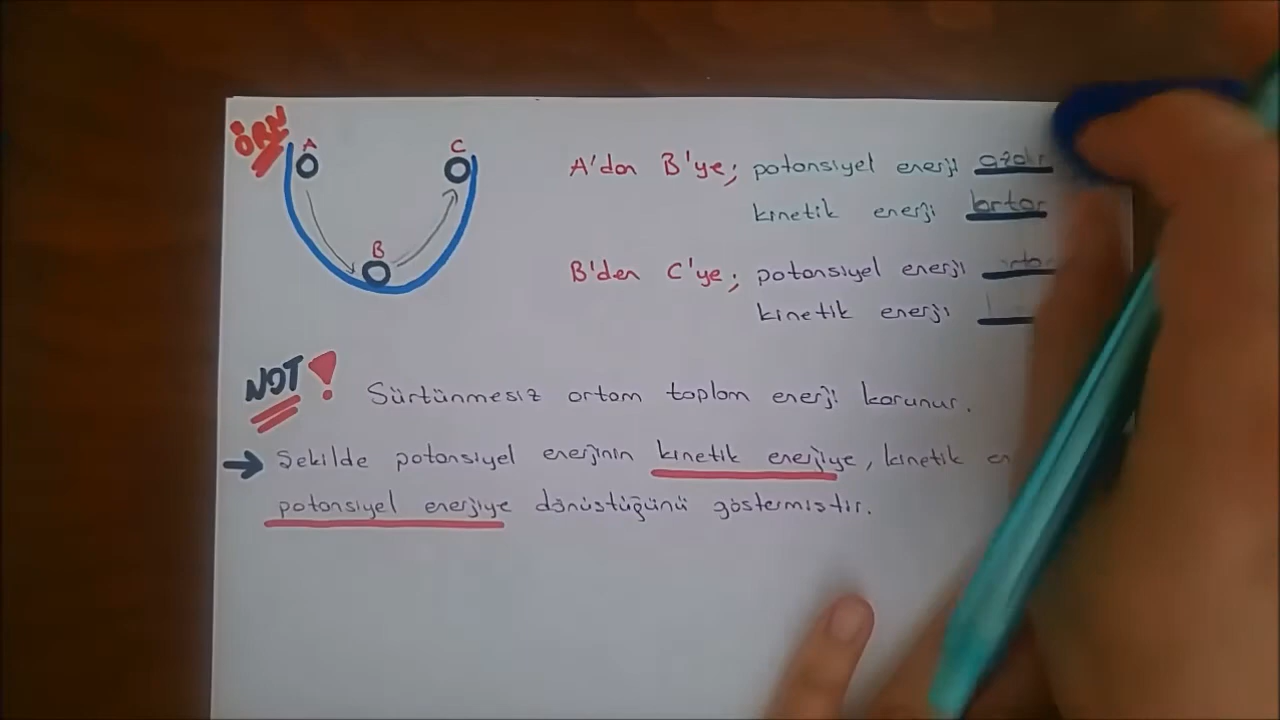 ÖRN
A
C
B
A'dan B'ye; potansiyel enerji
kinetik enerji artar
B'den C'ye; potansiyel enerji
kinetik enerji
NOT!
Sürtünmesiz ortam toplam enerji korunur.
→ Şekilde potansiyel enerjinin kinetik enerjiye, kinetik
potansiyel enerjiye dönüştüğünü göstermiştir.